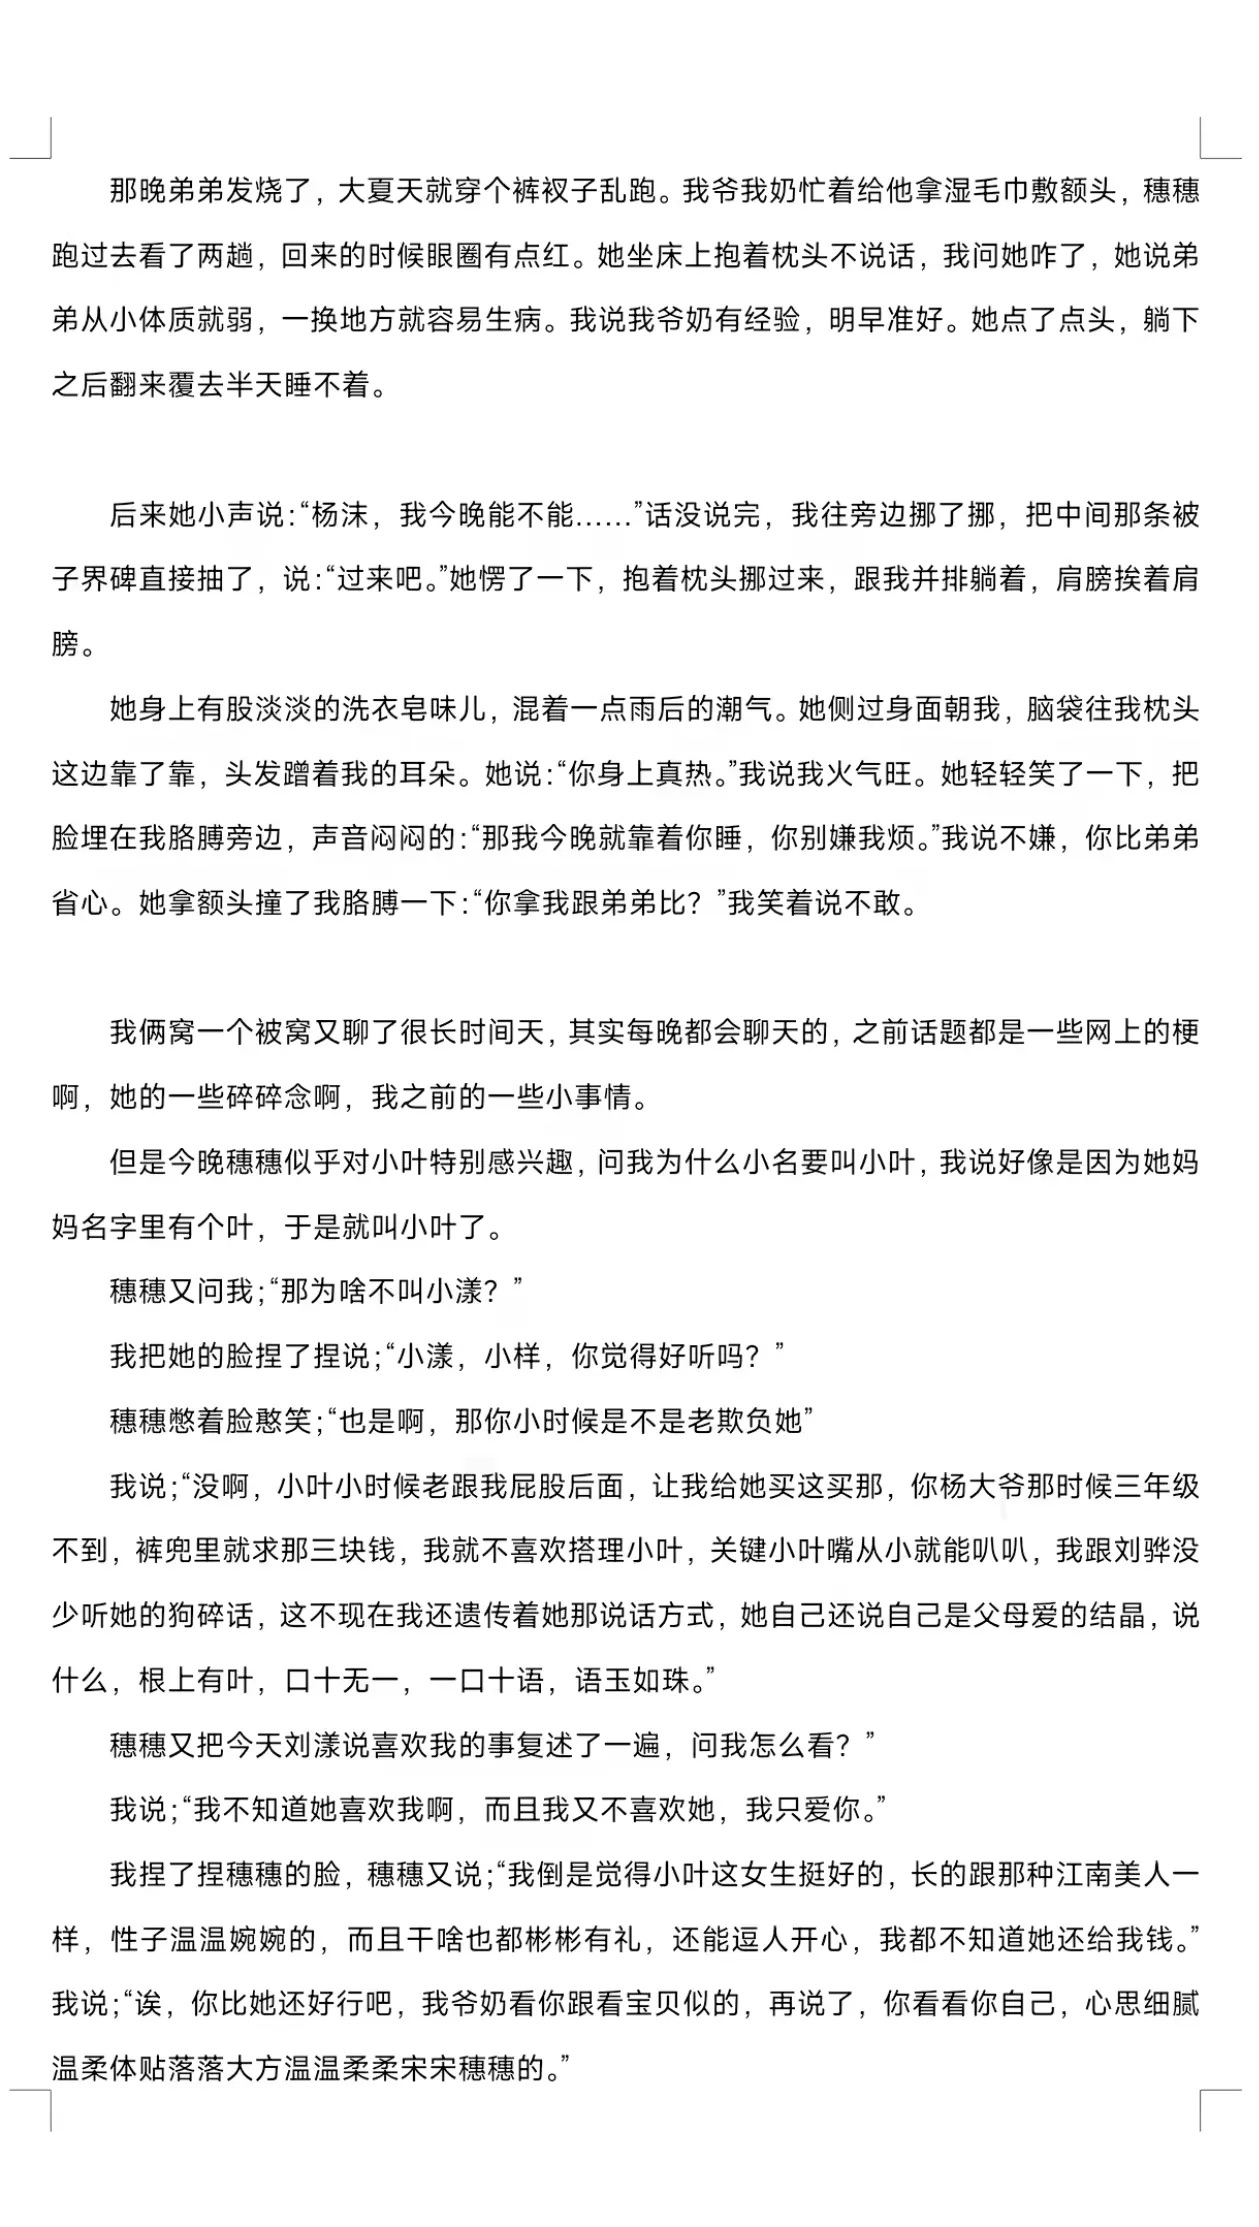 那晚弟弟发烧了，大夏天就穿个裤衩子乱跑。我爷我奶忙着给他拿湿毛巾敷额头，穗穗
跑过去看了两趟，回来的时候眼圈有点红。她坐床上抱着枕头不说话，我问她咋了，她说弟
弟从小体质就弱，一换地方就容易生病。我说我爷奶有经验，明早准好。她点了点头，躺下
之后翻来覆去半天睡不着。
后来她小声说：“杨沫，我今晚能不能……”话没说完，我往旁边挪了挪，把中间那条被
子界碑直接抽了，说：“过来吧。”她愣了一下，抱着枕头挪过来，跟我并排躺着，肩膀挨着肩
膀。
她身上有股淡淡的洗衣皂味儿，混着一点雨后的潮气。她侧过身面朝我，脑袋往我枕头
这边靠了靠，头发蹭着我的耳朵。她说：“你身上真热。”我说我火气旺。她轻轻笑了一下，把
脸埋在我胳膊旁边，声音闷闷的：“那我今晚就靠着你睡，你别嫌我烦。”我说不嫌，你比弟弟
省心。她拿额头撞了我胳膊一下：“你拿我跟弟弟比？”我笑着说不敢。
我俩窝一个被窝又聊了很长时间天，其实每晚都会聊天的，之前话题都是一些网上的梗
啊，她的一些碎碎念啊，我之前的一些小事情。
但是今晚穗穗似乎对小叶特别感兴趣，问我为什么小名要叫小叶，我说好像是因为她妈
妈名字里有个叶，于是就叫小叶了。
穗穗又问我；“那为啥不叫小漾？”
我把她的脸捏了捏说；“小漾，小样，你觉得好听吗？”
穗穗憋着脸憨笑；“也是啊，那你小时候是不是老欺负她”
我说；“没啊，小叶小时候老跟我屁股后面，让我给她买这买那，你杨大爷那时候三年级
不到，裤兜里就求那三块钱，我就不喜欢搭理小叶，关键小叶嘴从小就能叭叭，我跟刘骅没
少听她的狗碎话，这不现在我还遗传着她那说话方式，她自己还说自己是父母爱的结晶，说
什么，根上有叶，口十无一，一口十语，语玉如珠。”
穗穗又把今天刘漾说喜欢我的事复述了一遍，问我怎么看？”
我说；“我不知道她喜欢我啊，而且我又不喜欢她，我只爱你。”
我捏了捏穗穗的脸，穗穗又说；“我倒是觉得小叶这女生挺好的，长的跟那种江南美人一
样，性子温温婉婉的，而且干啥也都彬彬有礼，还能逗人开心，我都不知道她还给我钱。”
我说；“诶，你比她还好行吧，我爷奶看你跟看宝贝似的，再说了，你看看你自己，心思细腻
温柔体贴落落大方温温柔柔宋宋穗穗的。”